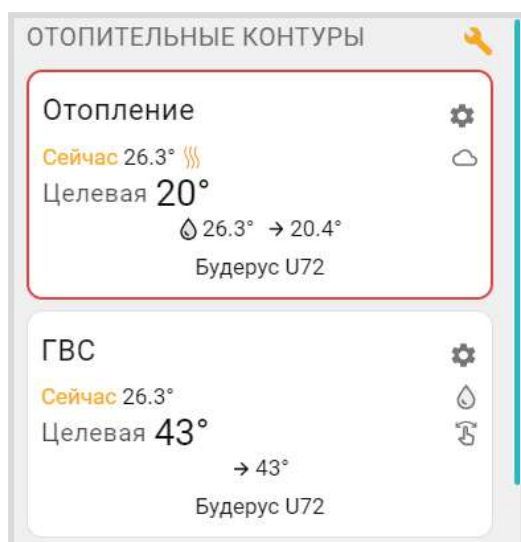 ОТОПИТЕЛЬНЫЕ КОНТУРЫ
Отопление
Сейчас 26.3°
Целевая 20°
26.3° → 20.4°
Будерус U72
ГВС
Сейчас 26.3°
Целевая 43°
→ 43°
Будерус U72